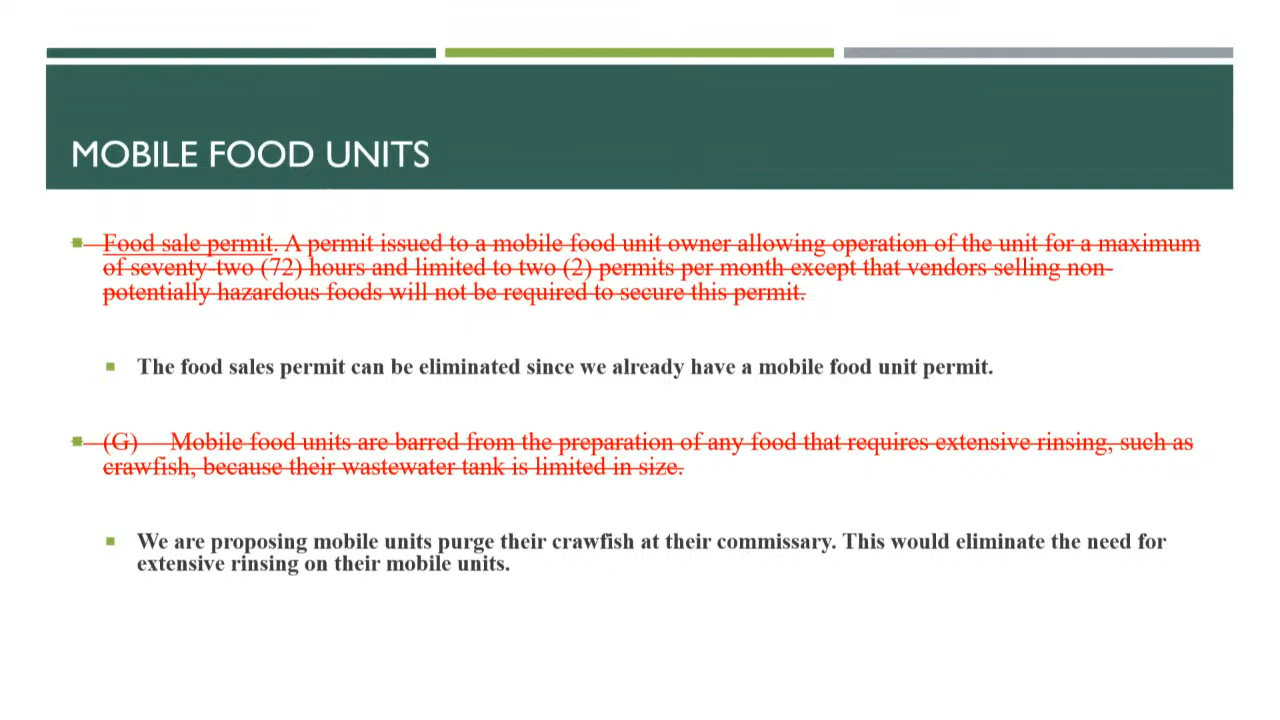 MOBILE FOOD UNITS
Food sale permit. A permit issued to a mobile food unit owner allowing operation of the unit for a maximum
of seventy-two (72) hours and limited to two (2) permits per month except that vendors selling non-
potentially hazardous foods will not be required to secure this permit.
The food sales permit can be eliminated since we already have a mobile food unit permit.
(G) Mobile food units are barred from the preparation of any food that requires extensive rinsing, such as
crawfish, because their wastewater tank is limited in size.
We are proposing mobile units purge their crawfish at their commissary. This would eliminate the need for
extensive rinsing on their mobile units.